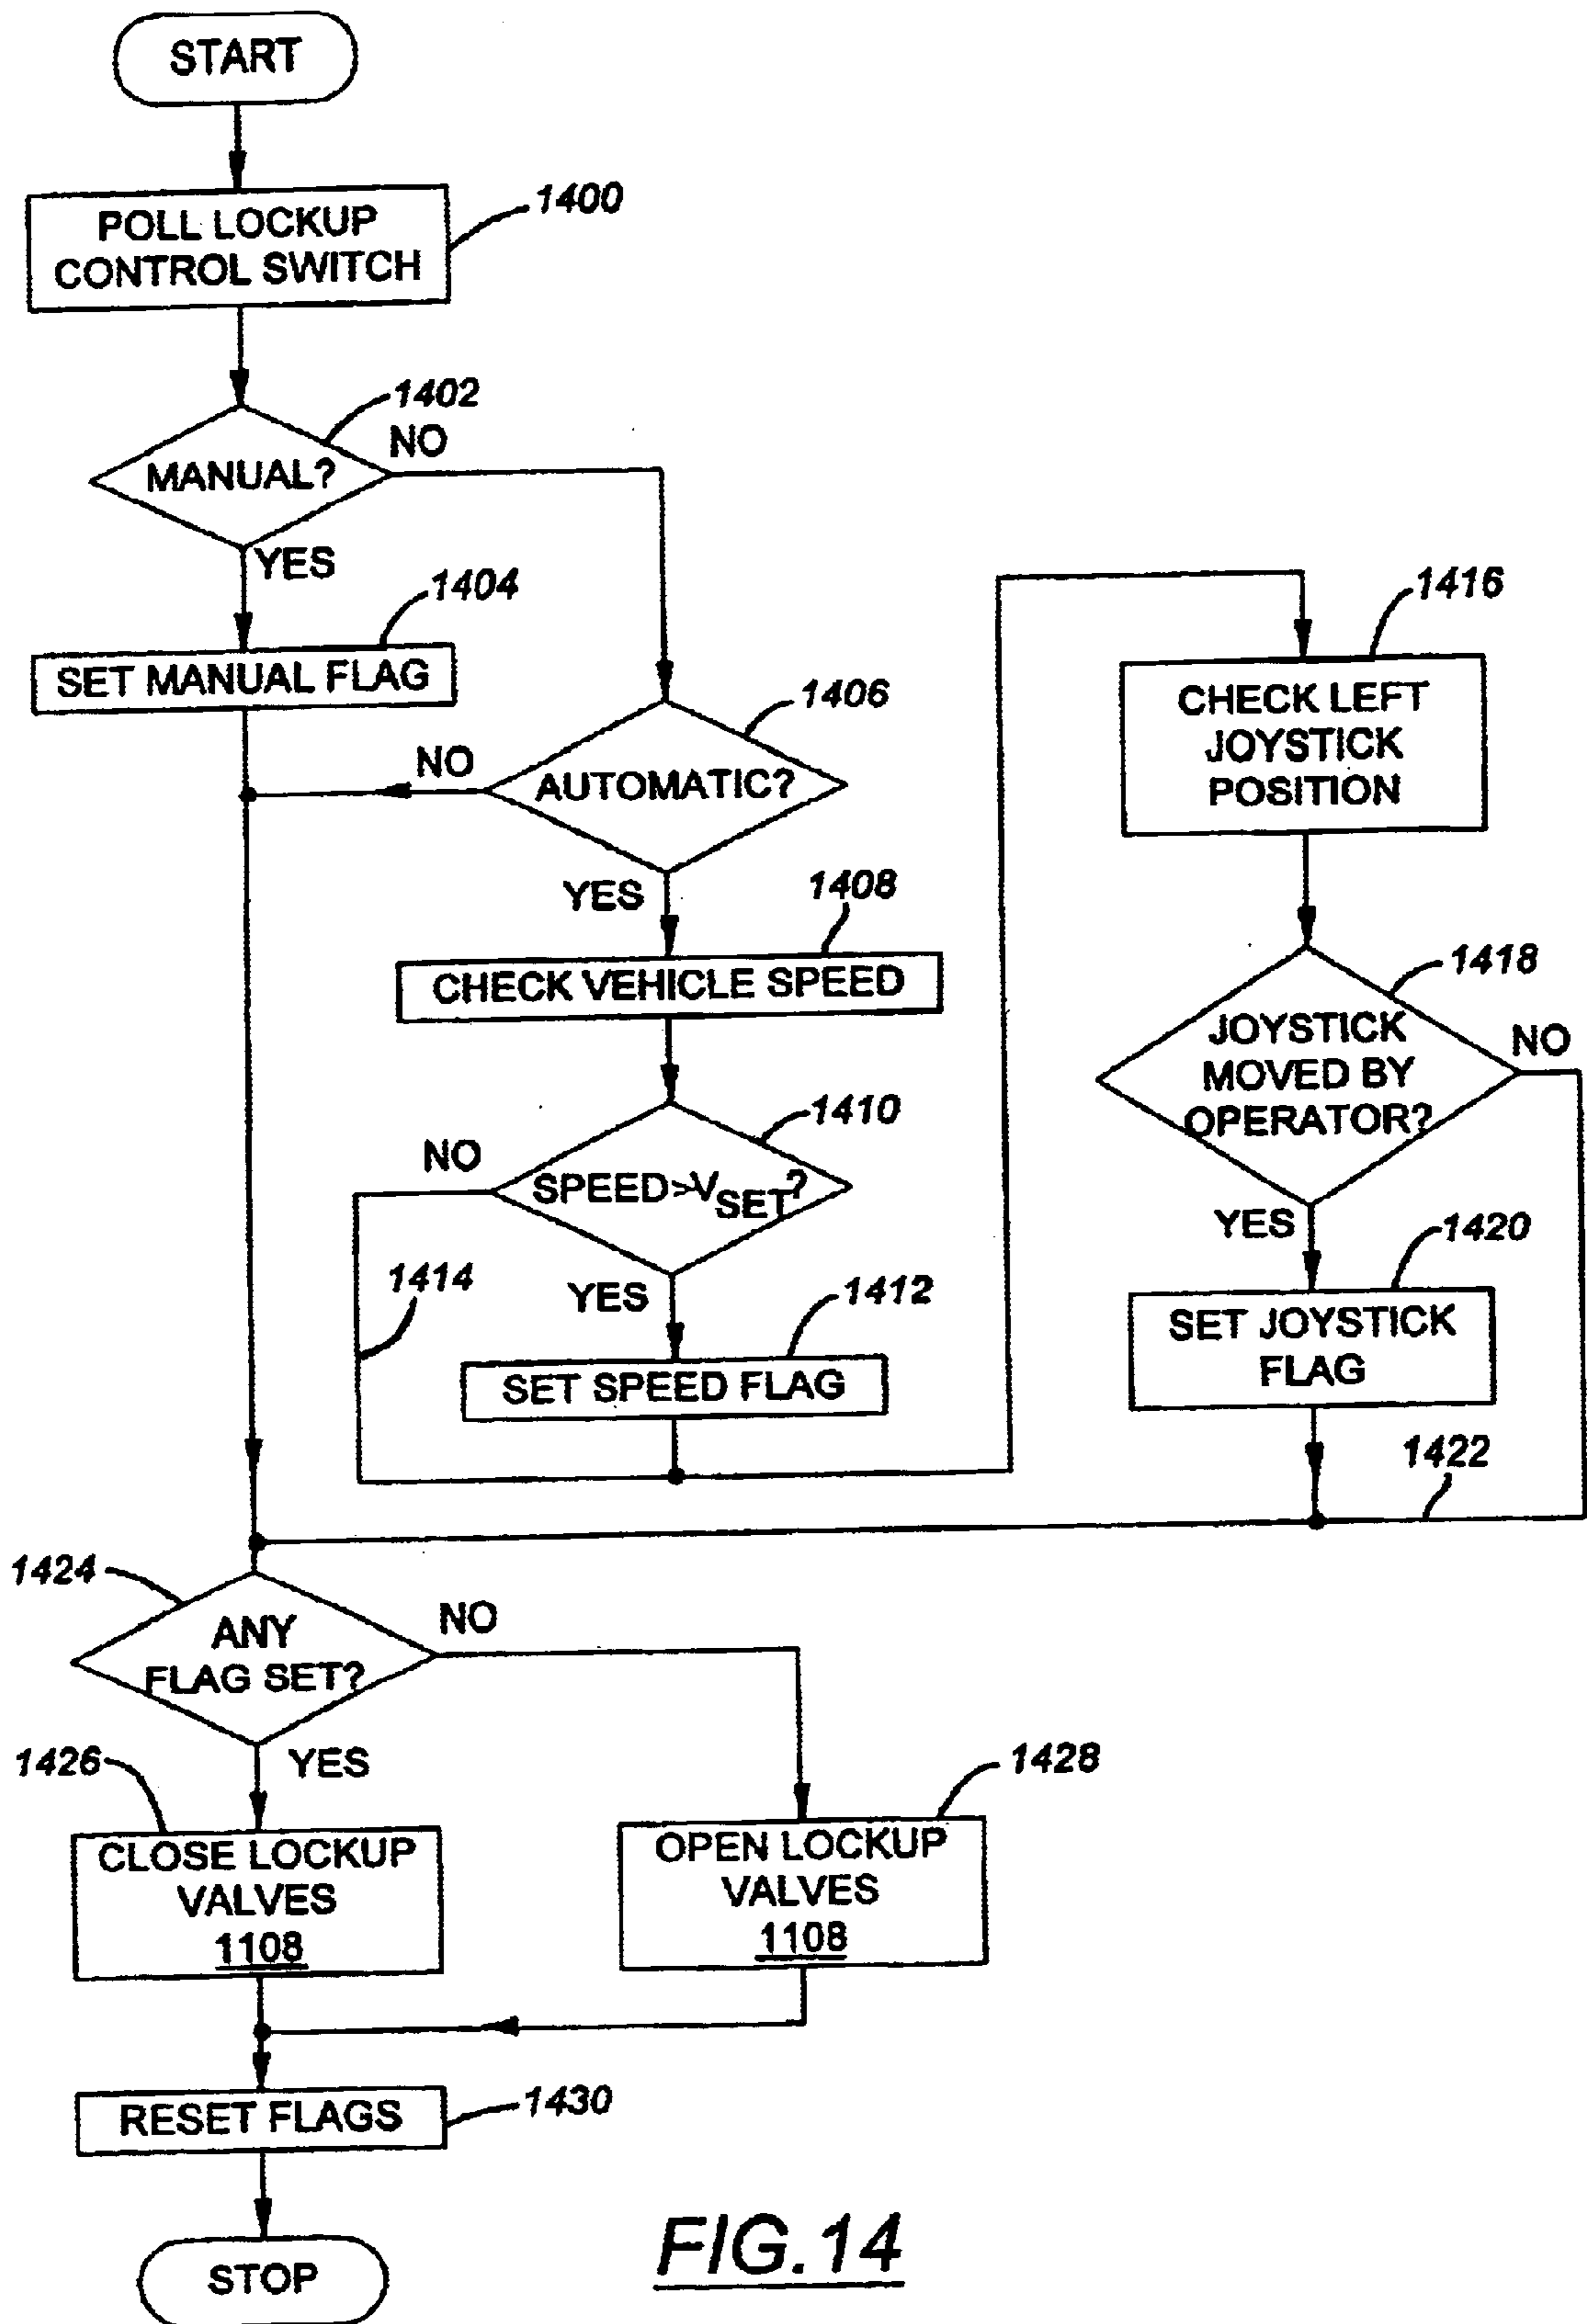 START
POLL LOCKUP
CONTROL SWITCH
1400
1402
MANUAL?
NO
YES
1404
SET MANUAL FLAG
1406
AUTOMATIC?
NO
YES
1408
CHECK VEHICLE SPEED
1410
SPEED>VSET?
NO
YES
1414
1412
SET SPEED FLAG
1416
CHECK LEFT
JOYSTICK
POSITION
1418
JOYSTICK
MOVED BY
OPERATOR?
NO
YES
1420
SET JOYSTICK
FLAG
1422
1424
ANY
FLAG SET?
NO
YES
1426
CLOSE LOCKUP
VALVES
1108
1428
OPEN LOCKUP
VALVES
1108
RESET FLAGS
1430
STOP
FIG.14